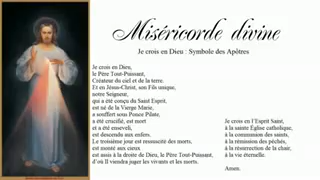 Miséricorde divine
Je crois en Dieu : Symbole des Apôtres
Je crois en Dieu,
le Père Tout-Puissant,
Créateur du ciel et de la terre.
Et en Jésus-Christ, son Fils unique,
notre Seigneur,
qui a été conçu du Saint Esprit,
est né de la Vierge Marie,
a souffert sous Ponce Pilate,
a été crucifié, est mort
et a été enseveli,
est descendu aux enfers.
Le troisième jour est ressuscité des morts,
est monté aux cieux
est assis à la droite de Dieu, le Père Tout-Puissant,
d'où Il viendra juger les vivants et les morts.
Je crois en l'Esprit Saint,
à la sainte Église catholique,
à la communion des saints,
à la rémission des péchés,
à la résurrection de la chair,
à la vie éternelle.
Amen.